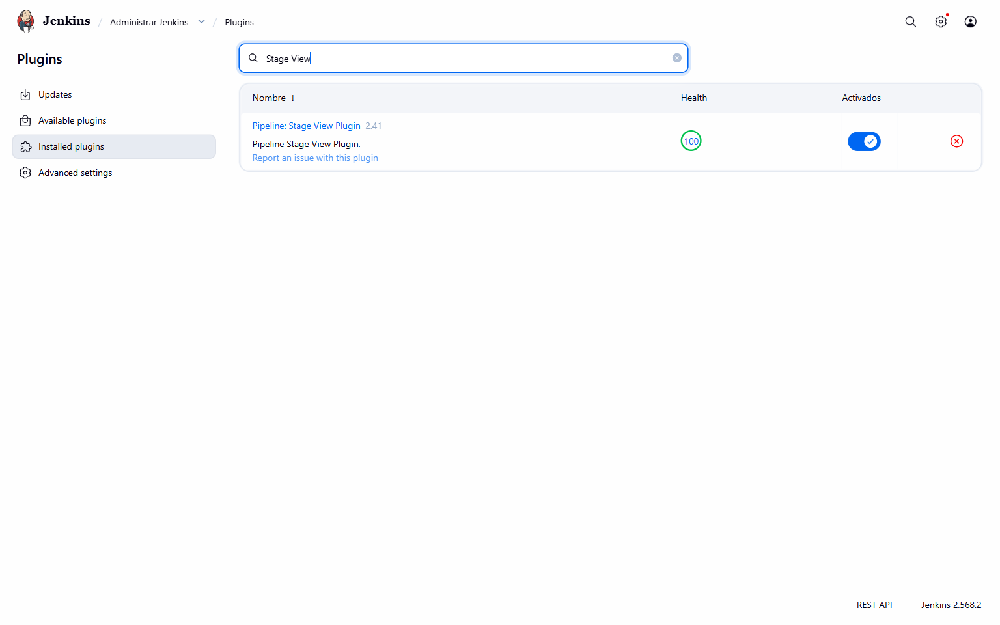 Jenkins / Administrar Jenkins / Plugins
Plugins
Stage View
Updates
Available plugins
Installed plugins
Advanced settings
Nombre ↓ Health Activados
Pipeline: Stage View Plugin 2.41
Pipeline Stage View Plugin.
Report an issue with this plugin
100
REST API Jenkins 2.568.2